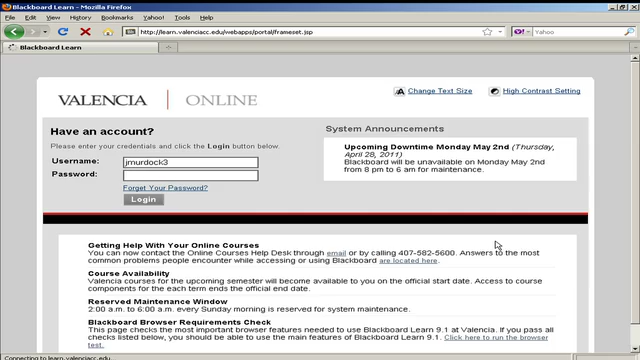 Blackboard Learn - Mozilla Firefox
File Edit View History Bookmarks Yahoo! Tools Help
http://learn.valenciacc.edu/webapps/portal/frameset.jsp
Yahoo
Blackboard Learn
VALENCIA ONLINE
Change Text Size
High Contrast Setting
Have an account?
Please enter your credentials and click the Login button below.
Username: jmurdock3
Password:
Forget Your Password?
Login
System Announcements
Upcoming Downtime Monday May 2nd (Thursday,
April 28, 2011)
Blackboard will be unavailable on Monday May 2nd
from 8 pm to 6 am for maintenance.
Getting Help With Your Online Courses
You can now contact the Online Courses Help Desk through email or by calling 407-582-5600. Answers to the most
common problems people encounter while accessing or using Blackboard are located here.
Course Availability
Valencia courses for the upcoming semester will become available to you on the official start date. Access to course
components for each term ends the official end date.
Reserved Maintenance Window
2:00 a.m. to 6:00 a.m. every Sunday morning is reserved for system maintenance.
Blackboard Browser Requirements Check
This page checks the most important browser features needed to use Blackboard Learn 9.1 at Valencia. If you pass all
checks listed, you should be able to use the main features of Blackboard Learn 9.1. Click here to run the browser
test.
Connecting to learn.valenciacc.edu...